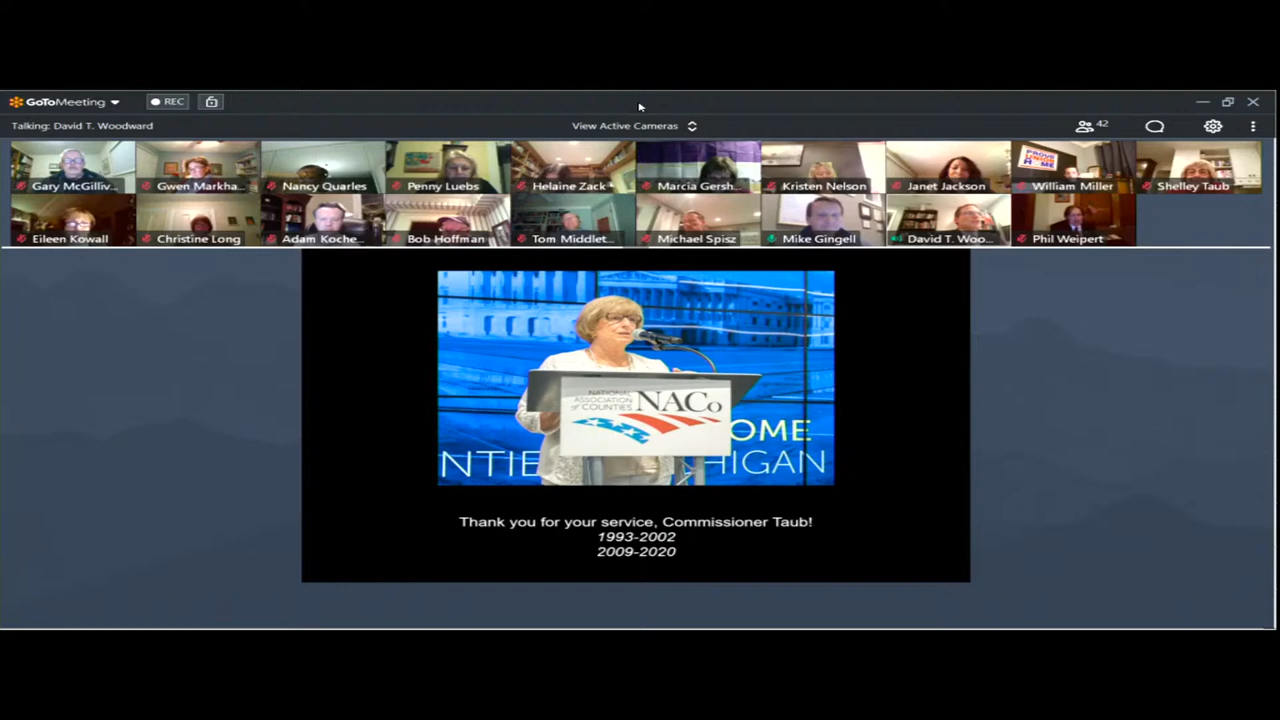 GoToMeeting
REC
Talking: David T. Woodward
View Active Cameras
42
Gary McGilliv...
Gwen Markha...
Nancy Quarles
Penny Luebs
Helaine Zack
Marcia Gersh...
Kristen Nelson
Janet Jackson
PROUD
UNION
HOME
William Miller
Shelley Taub
Eileen Kowall
Christine Long
Adam Koche...
Bob Hoffman
Tom Middlet...
Michael Spisz
Mike Gingell
David T. Woo...
Phil Weipert
NATIONAL
ASSOCIATION
of COUNTIES
NACo
OME
NTIE
HIGAN
Thank you for your service, Commissioner Taub!
1993-2002
2009-2020